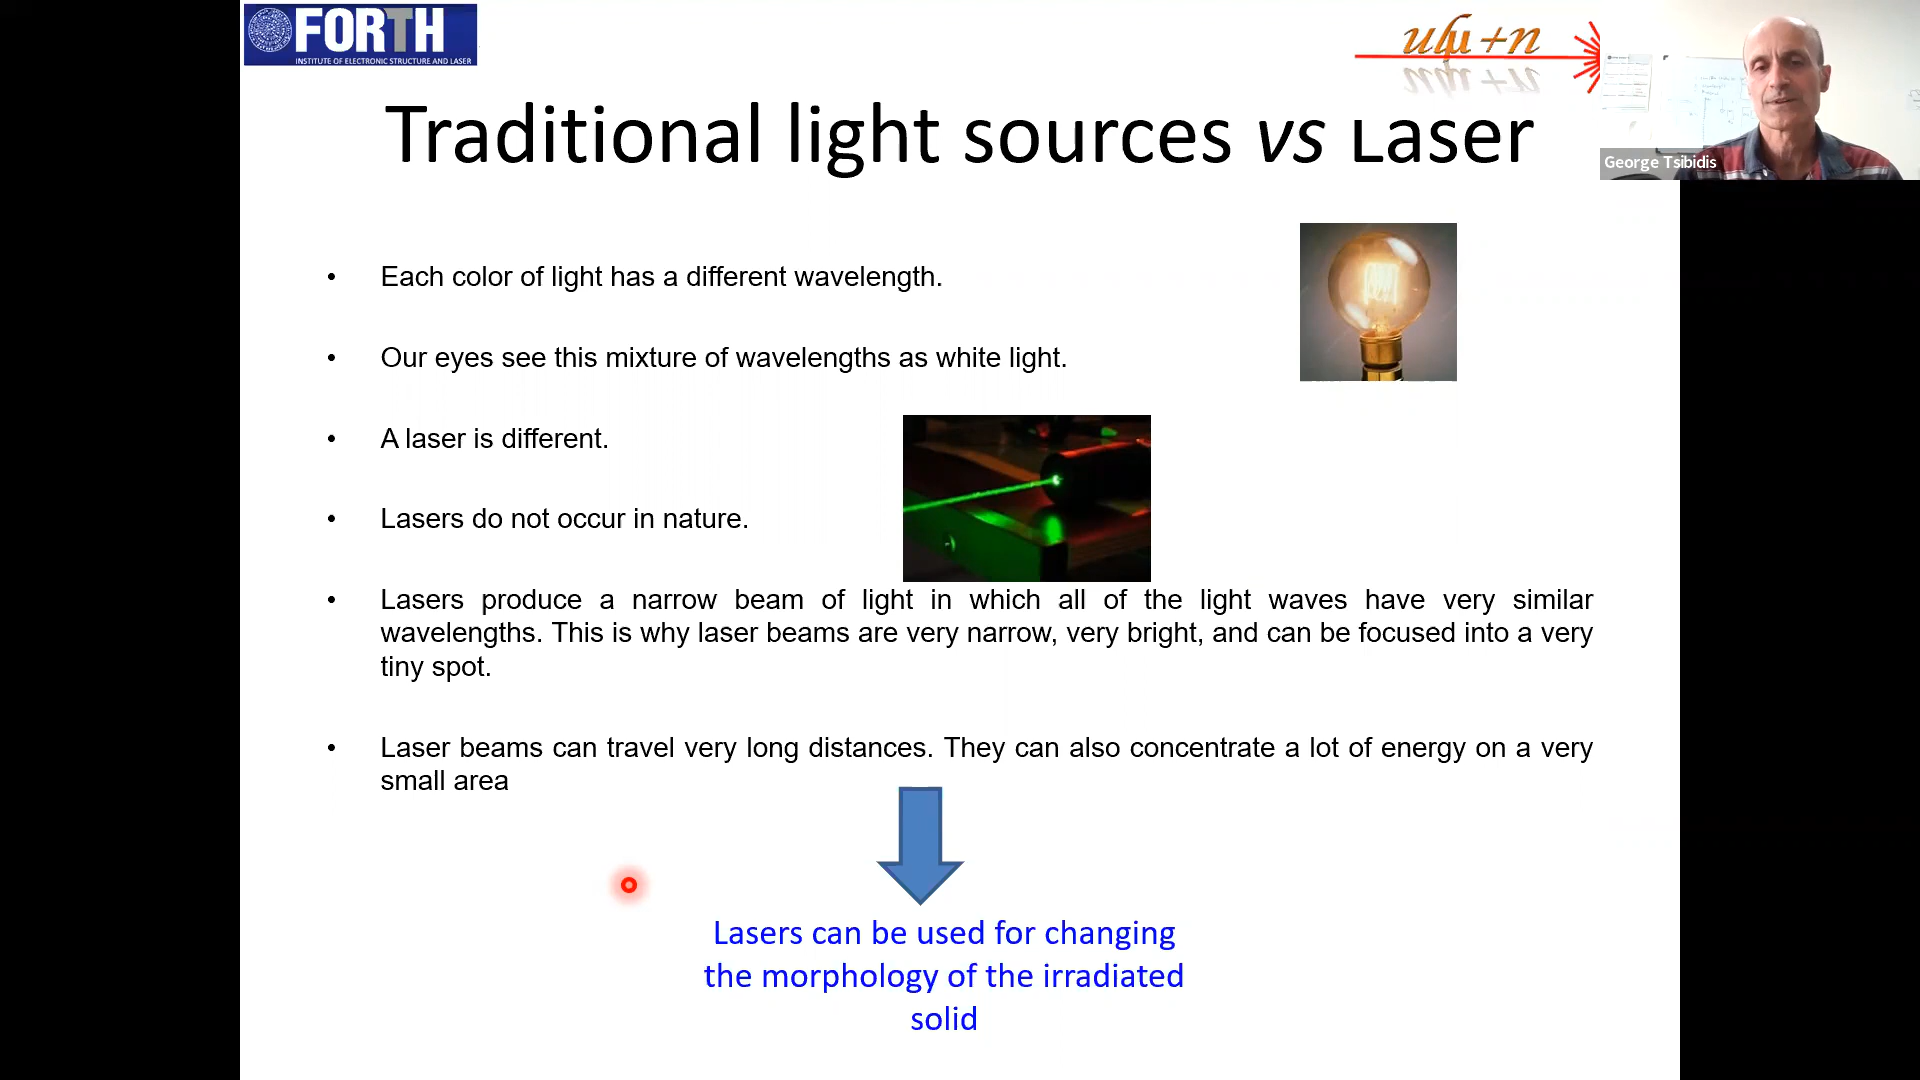 FORTH
INSTITUTE OF ELECTRONIC STRUCTURE AND LASER
Traditional light sources vs Laser
George Tsibidis
• Each color of light has a different wavelength.
• Our eyes see this mixture of wavelengths as white light.
• A laser is different.
• Lasers do not occur in nature.
• Lasers produce a narrow beam of light in which all of the light waves have very similar
wavelengths. This is why laser beams are very narrow, very bright, and can be focused into a very
tiny spot.
• Laser beams can travel very long distances. They can also concentrate a lot of energy on a very
small area
Lasers can be used for changing
the morphology of the irradiated
solid